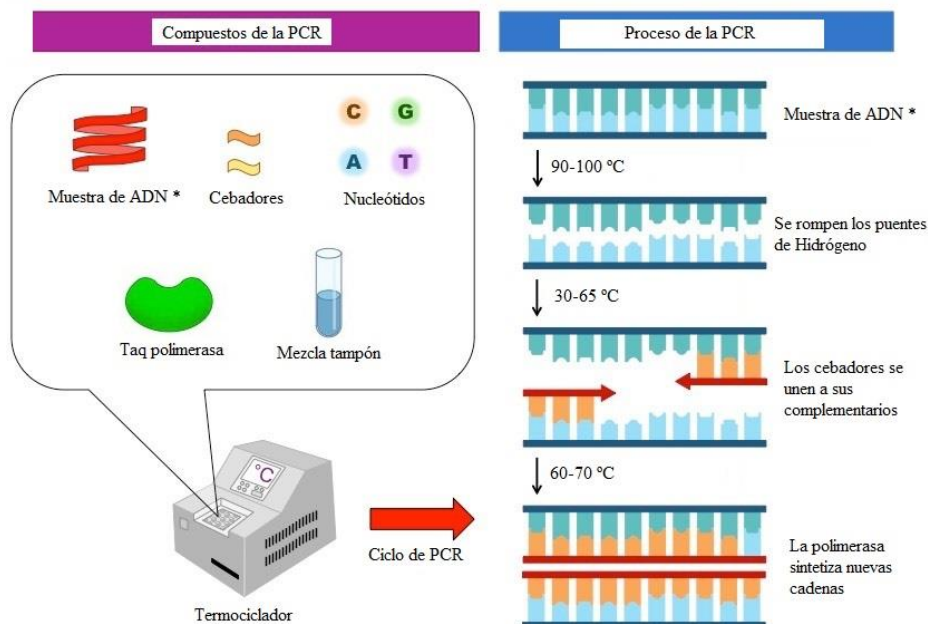 Compuestos de la PCR
Proceso de la PCR
C
G
A
T
Muestra de ADN *
Cebadores
Nucleótidos
Taq polimerasa
Mezcla tampón
°C
Termociclador
Ciclo de PCR
Muestra de ADN *
90-100 ºC
Se rompen los puentes
de Hidrógeno
30-65 ºC
Los cebadores se
unen a sus
complementarios
60-70 ºC
La polimerasa
sintetiza nuevas
cadenas